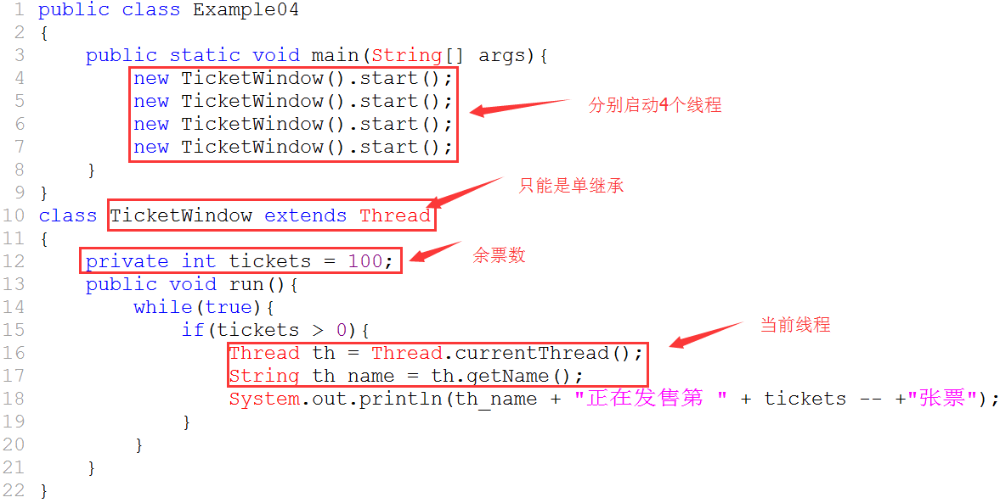 1 public class Example04
2 {
3     public static void main(String[] args){
4         new TicketWindow().start();
5         new TicketWindow().start();
6         new TicketWindow().start();
7         new TicketWindow().start();
分别启动4个线程
8     }
9 }
只能是单继承
10 class TicketWindow extends Thread
11 {
12     private int tickets = 100;
余票数
13     public void run(){
14         while(true){
15             if(tickets > 0){
当前线程
16                 Thread th = Thread.currentThread();
17                 String th_name = th.getName();
18                 System.out.println(th_name + "正在发售第 " + tickets -- +"张票");
19             }
20         }
21     }
22 }